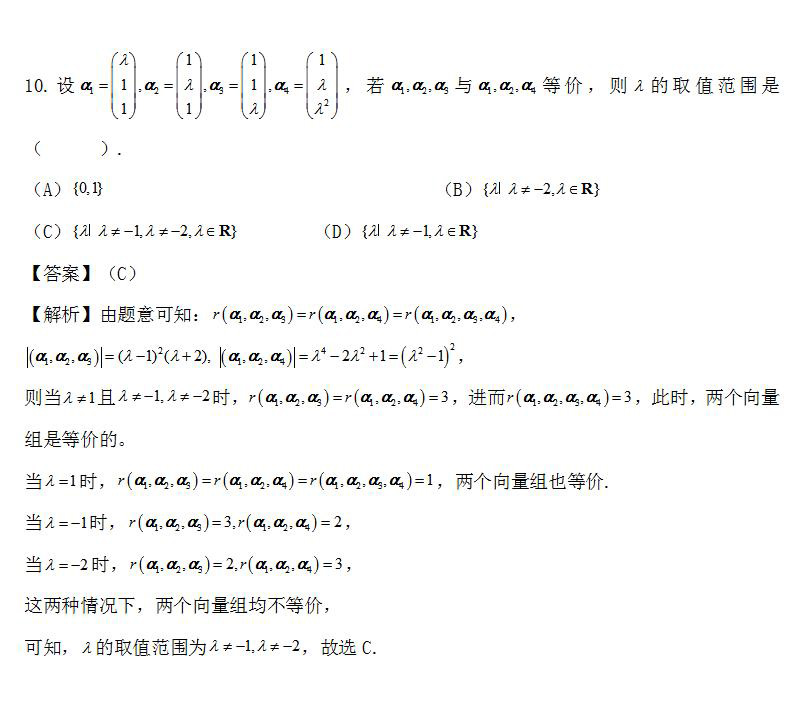 10. 设 α₁ = (λ 1 1), α₂ = (1 λ 1), α₃ = (1 1 λ), α₄ = (1 λ λ²), 若 α₁,α₂,α₃ 与 α₁,α₂,α₄ 等价, 则 λ 的取值范围是
( ).
(A) {0,1} (B) {λ| λ≠−2,λ∈R}
(C) {λ| λ≠−1,λ≠−2,λ∈R} (D) {λ| λ≠−1,λ∈R}
【答案】(C)
【解析】由题意可知: r(α₁,α₂,α₃)=r(α₁,α₂,α₄)=r(α₁,α₂,α₃,α₄),
|(α₁,α₂,α₃)|=(λ−1)²(λ+2), |(α₁,α₂,α₄)|=λ⁴−2λ²+1=(λ²−1)²,
则当λ≠1且λ≠−1,λ≠−2时, r(α₁,α₂,α₃)=r(α₁,α₂,α₄)=3, 进而r(α₁,α₂,α₃,α₄)=3, 此时, 两个向量
组是等价的。
当λ=1时, r(α₁,α₂,α₃)=r(α₁,α₂,α₄)=r(α₁,α₂,α₃,α₄)=1, 两个向量组也等价.
当λ=−1时, r(α₁,α₂,α₃)=3,r(α₁,α₂,α₄)=2,
当λ=−2时, r(α₁,α₂,α₃)=2,r(α₁,α₂,α₄)=3,
这两种情况下, 两个向量组均不等价,
可知, λ的取值范围为λ≠−1,λ≠−2, 故选 C.